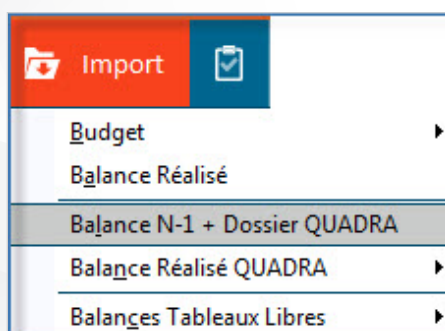 Import
Budget
Balance Réalisé
Balance N-1 + Dossier QUADRA
Balance Réalisé QUADRA
Balances Tableaux Libres